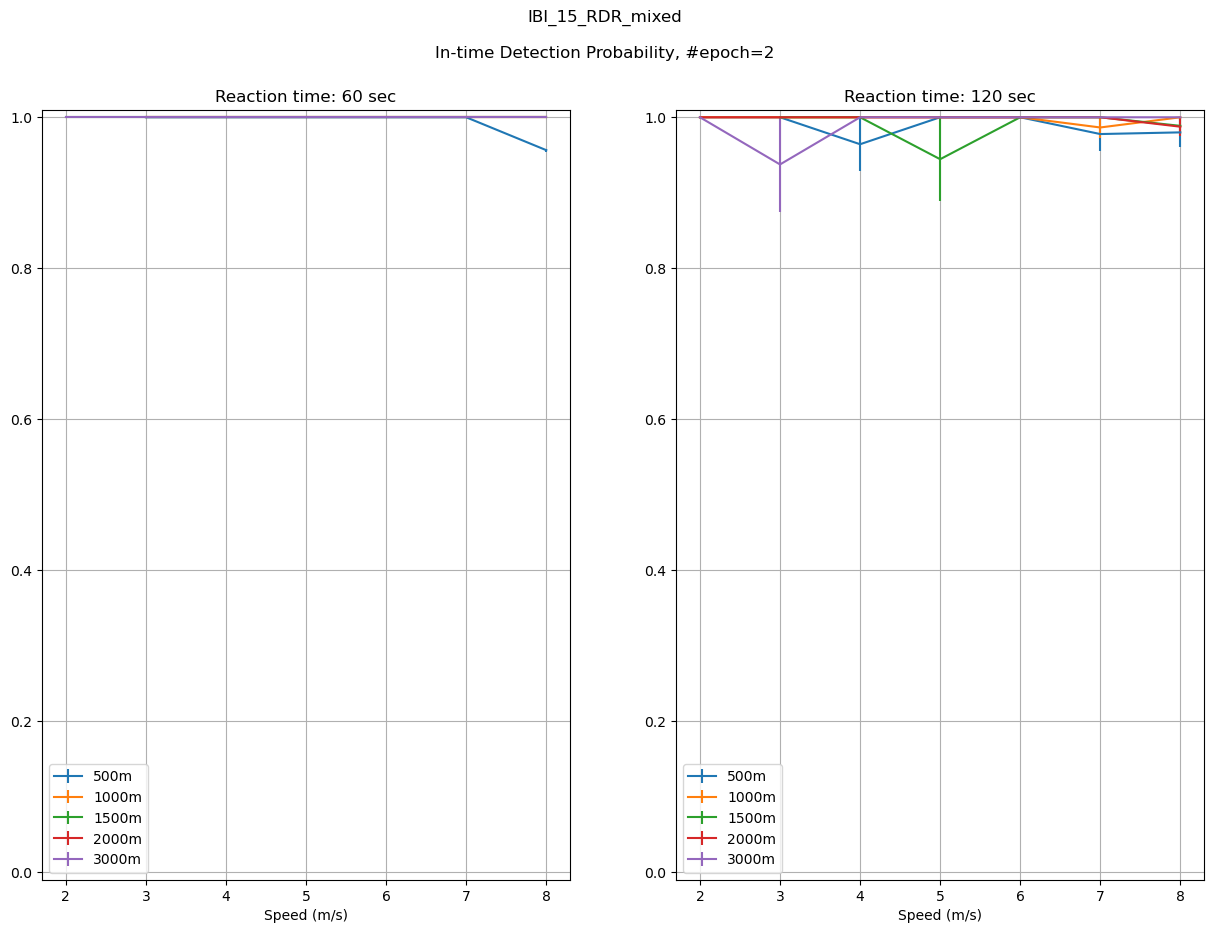 IBI_15_RDR_mixed
In-time Detection Probability, #epoch=2
Reaction time: 60 sec
1.0
0.8
0.6
0.4
0.2
0.0
500m
1000m
1500m
2000m
3000m
2 3 4 5 6 7 8
Speed (m/s)
Reaction time: 120 sec
1.0
0.8
0.6
0.4
0.2
0.0
500m
1000m
1500m
2000m
3000m
2 3 4 5 6 7 8
Speed (m/s)